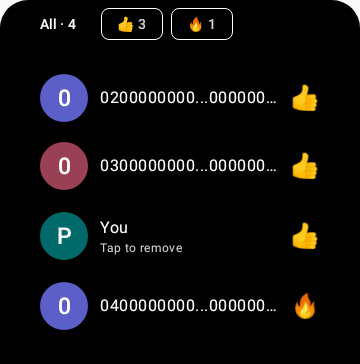 All · 4 👍 3 🔥 1
0 0200000000...000000… 👍
0 0300000000...000000… 👍
P You 👍
Tap to remove
0 0400000000...000000… 🔥